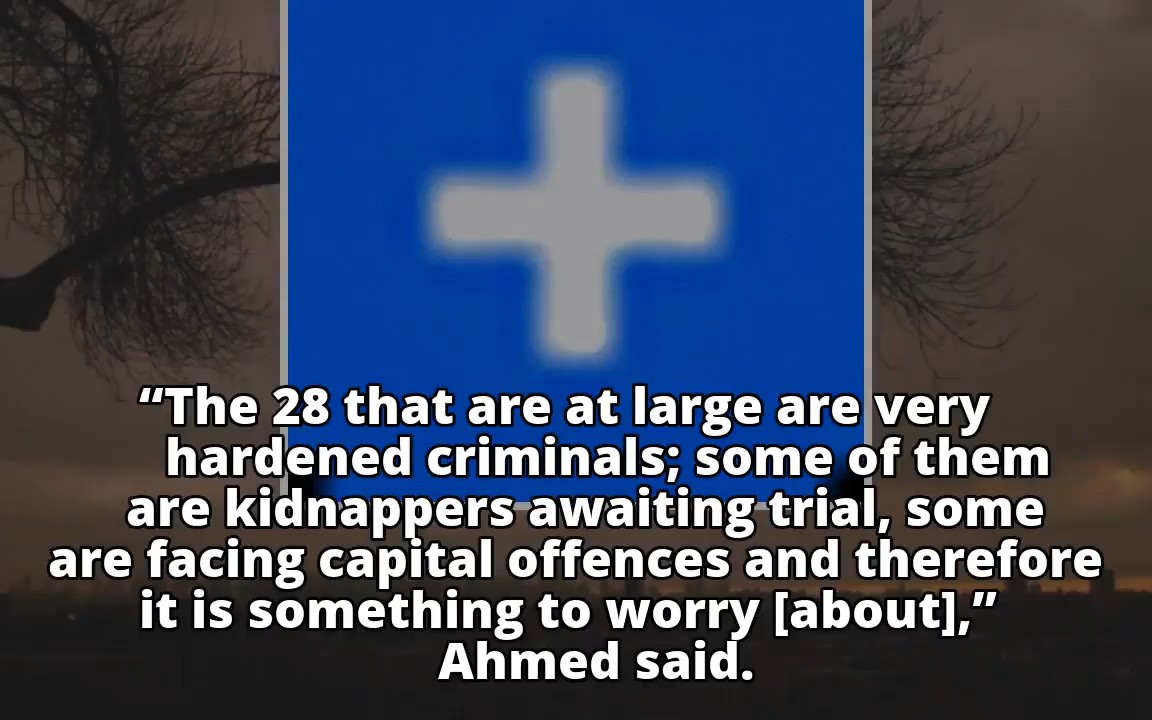 “The 28 that are at large are very
hardened criminals; some of them
are kidnappers awaiting trial, some
are facing capital offences and therefore
it is something to worry [about],”
Ahmed said.